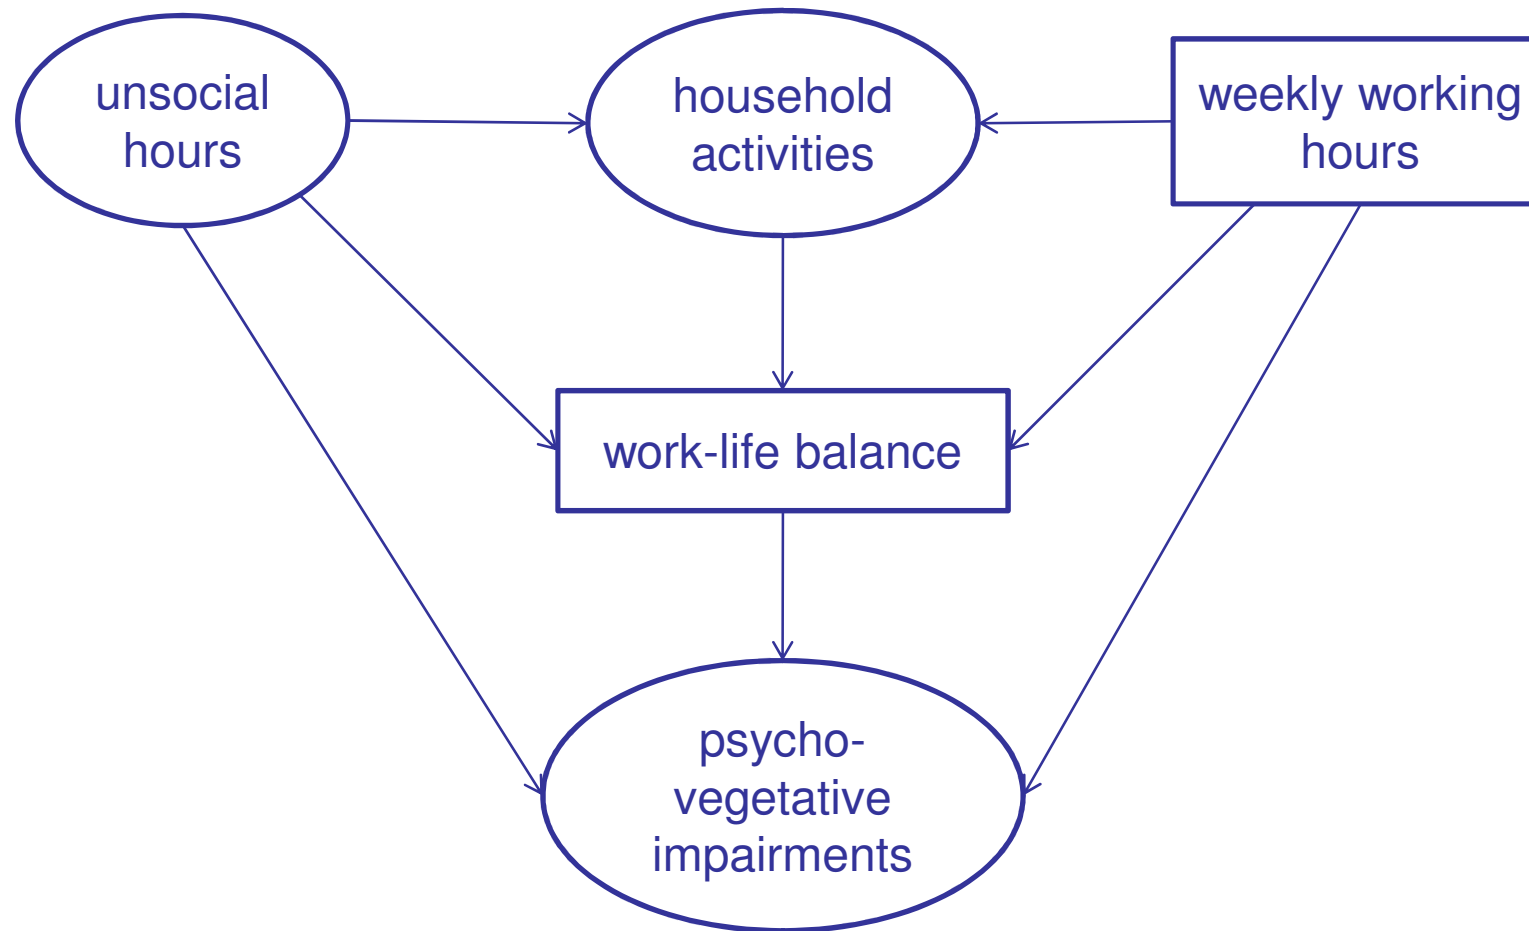 unsocial
hours
household
activities
weekly working
hours
work-life balance
psycho-
vegetative
impairments